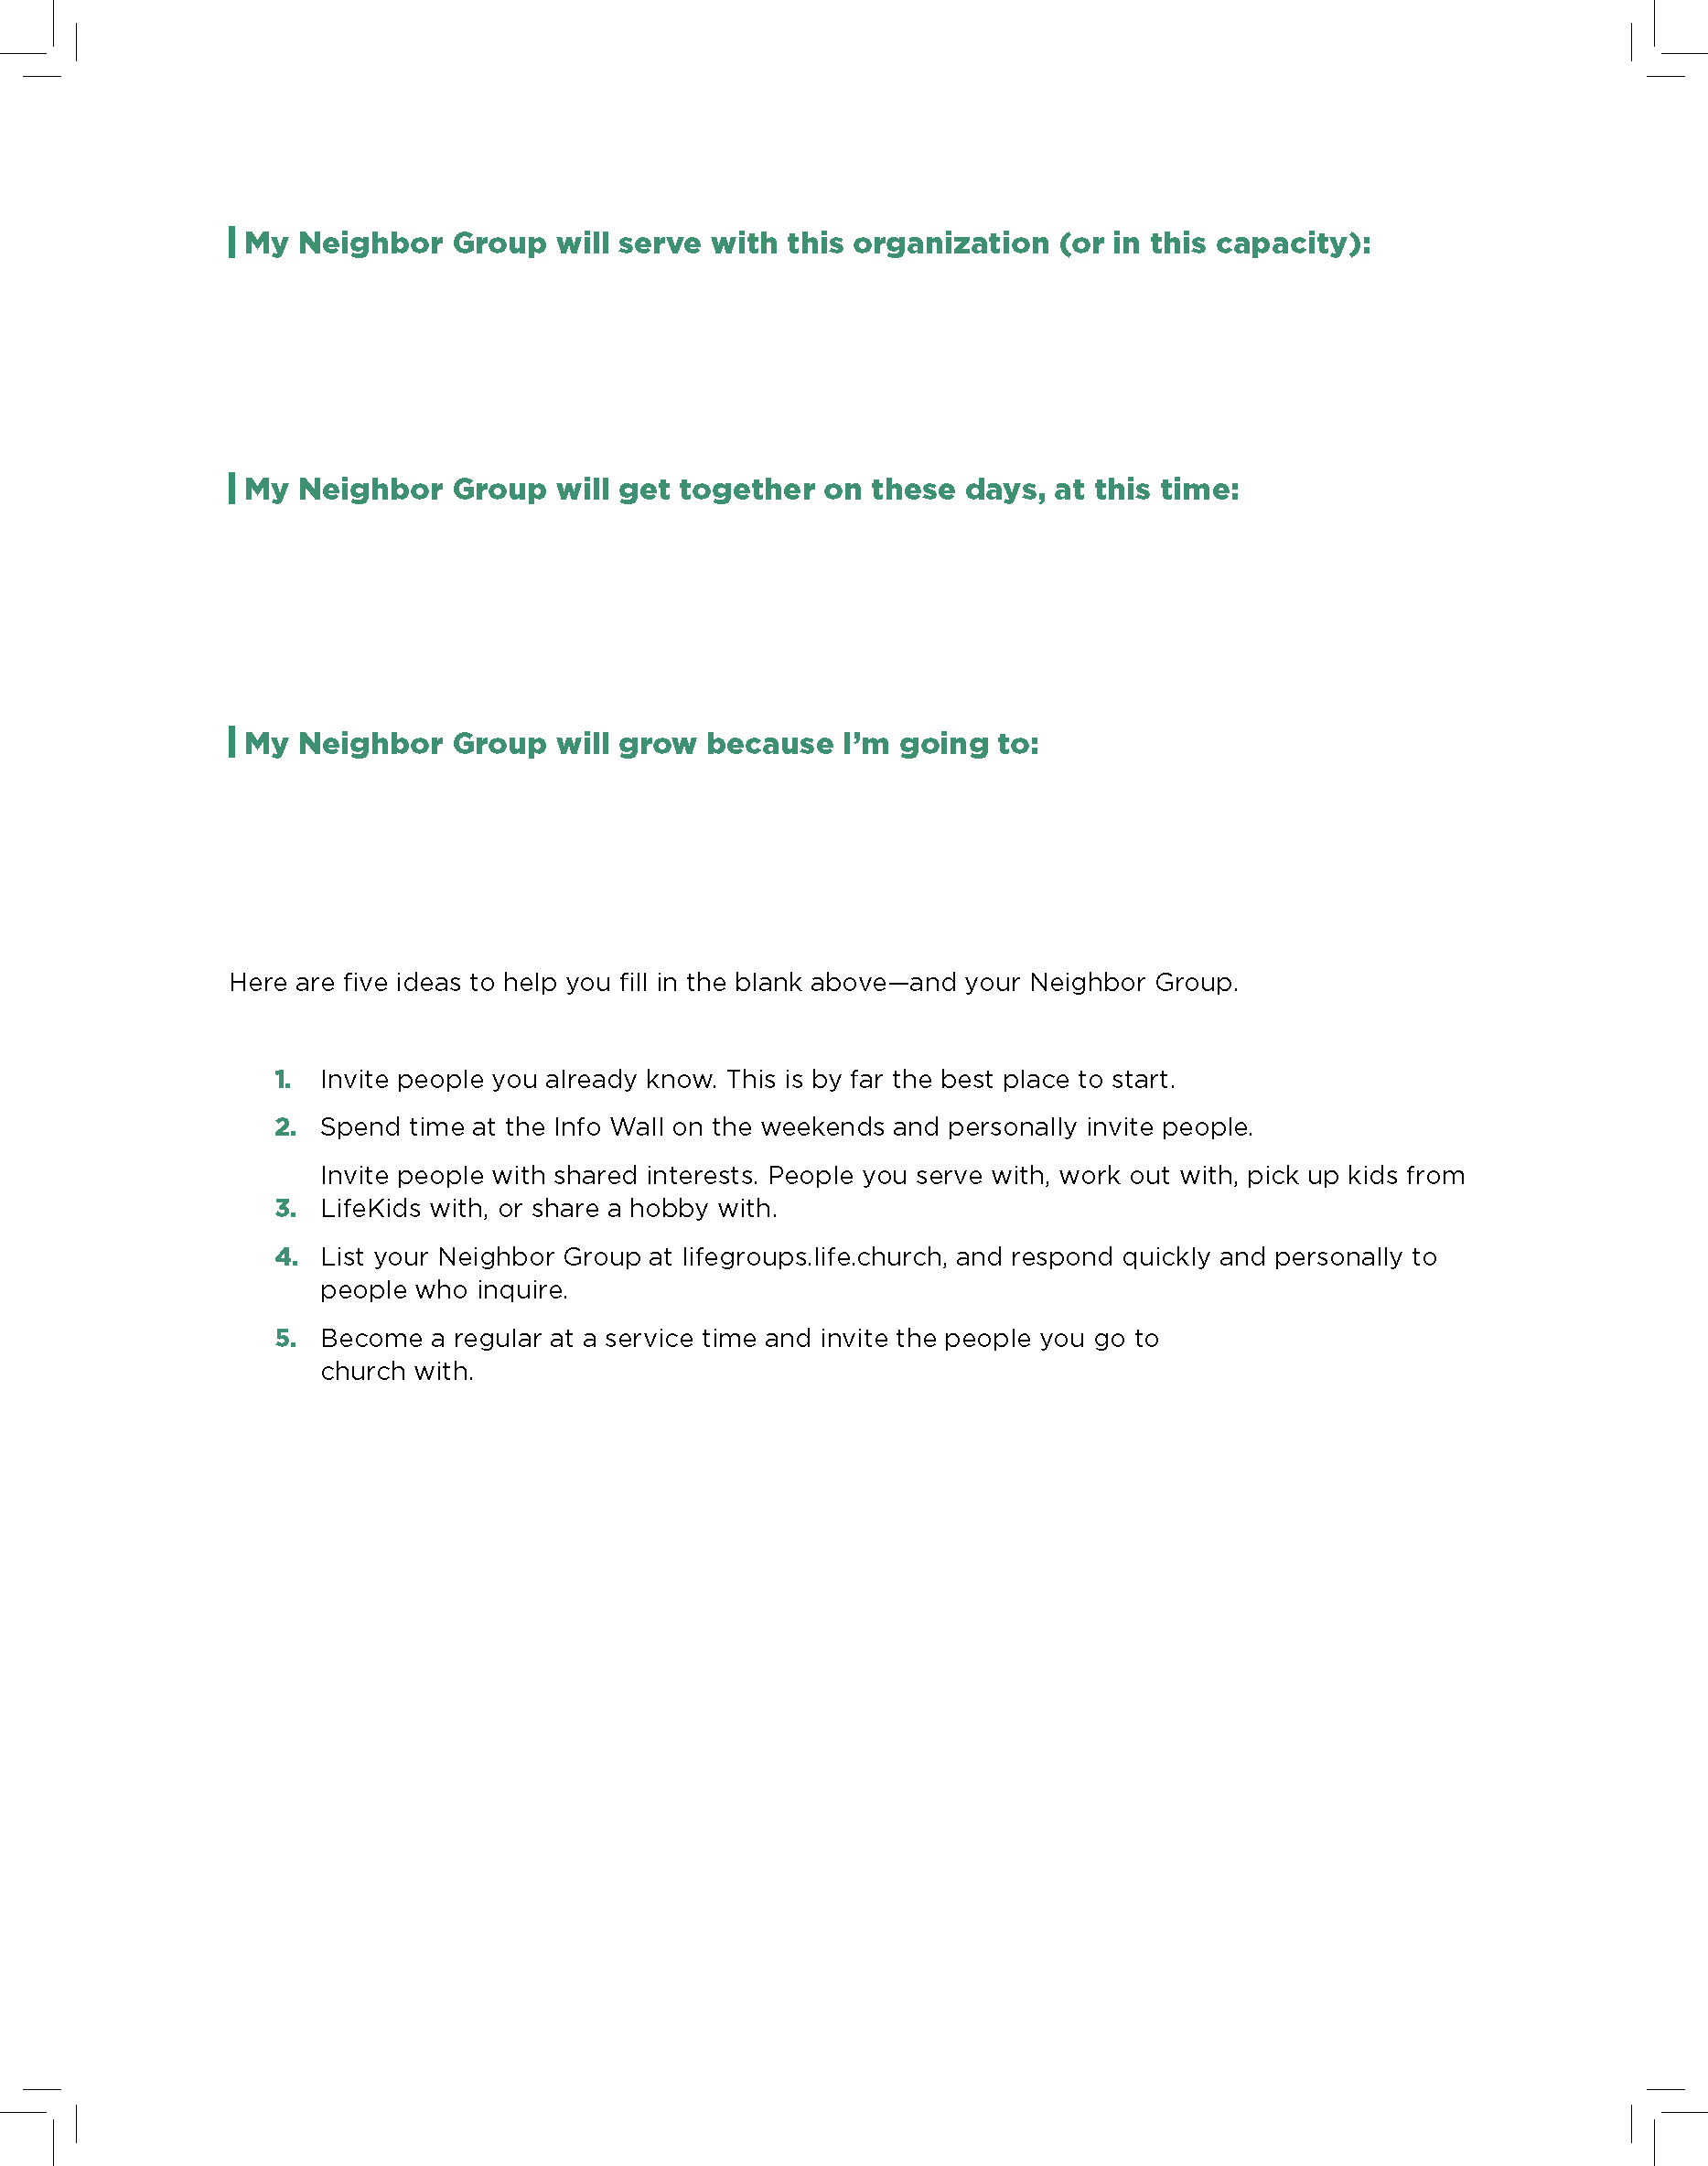 My Neighbor Group will serve with this organization (or in this capacity):
My Neighbor Group will get together on these days, at this time:
My Neighbor Group will grow because I’m going to:
Here are five ideas to help you fill in the blank above—and your Neighbor Group.
1. Invite people you already know. This is by far the best place to start.
2. Spend time at the Info Wall on the weekends and personally invite people.
Invite people with shared interests. People you serve with, work out with, pick up kids from
3. LifeKids with, or share a hobby with.
4. List your Neighbor Group at lifegroups.life.church, and respond quickly and personally to
people who inquire.
5. Become a regular at a service time and invite the people you go to
church with.